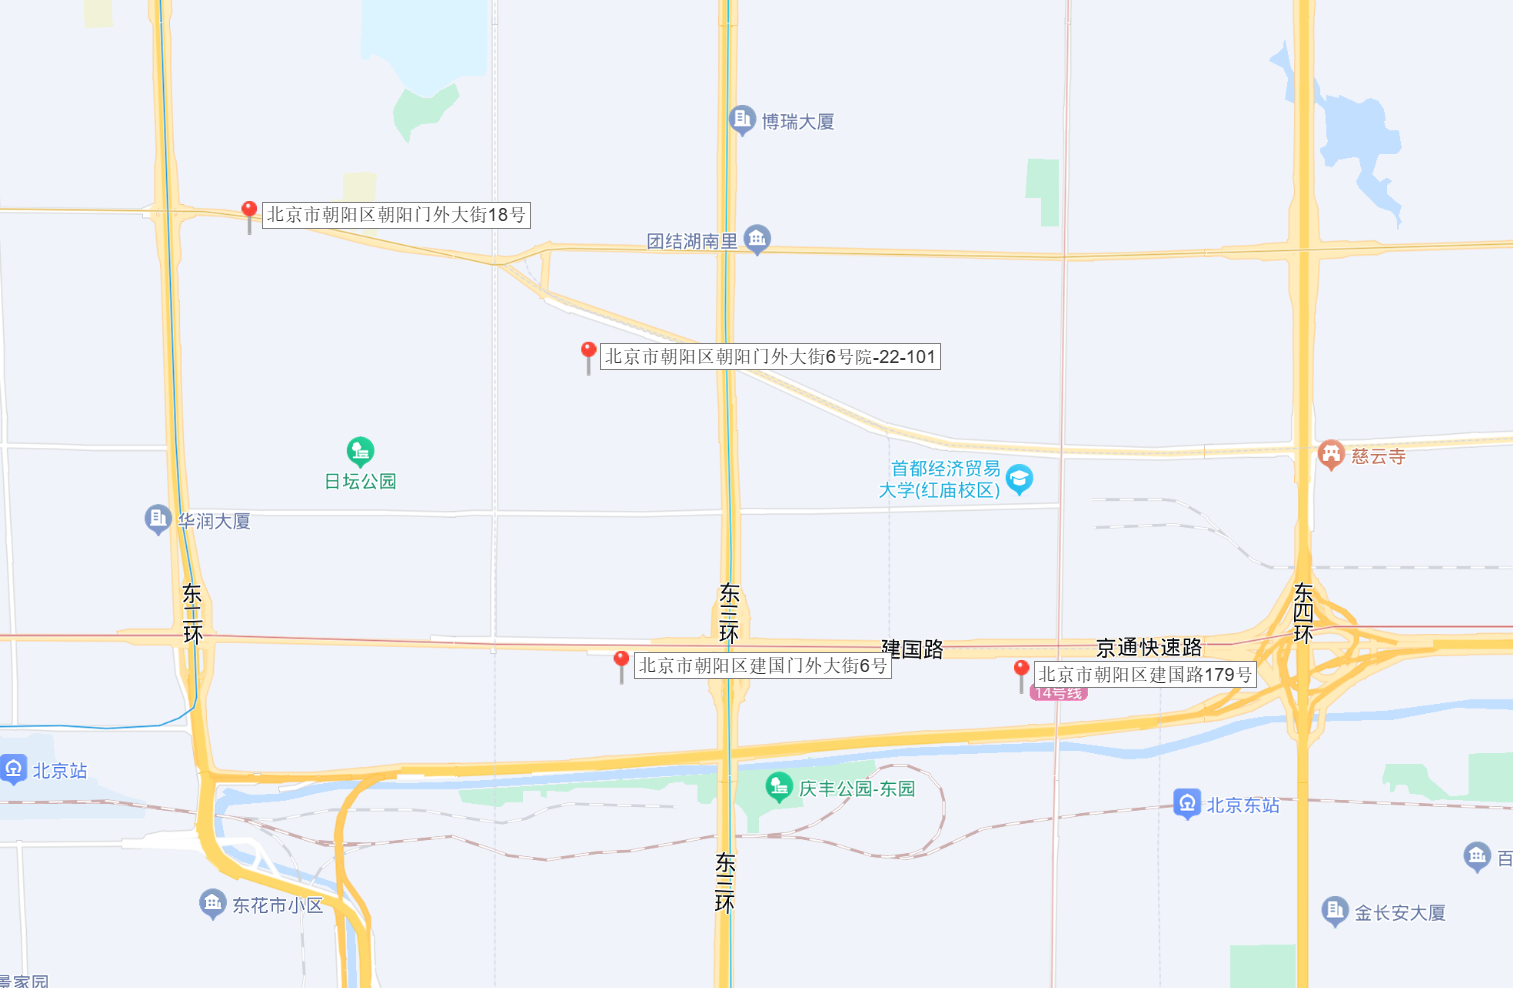 博瑞大厦
北京市朝阳区朝阳门外大街18号
团结湖南里
北京市朝阳区朝阳门外大街6号院-22-101
日坛公园
首都经济贸易
大学(红庙校区)
慈云寺
华润大厦
东二环
东三环
东四环
建国路
京通快速路
北京市朝阳区建国门外大街6号
北京市朝阳区建国路179号
14号线
北京站
庆丰公园-东园
北京东站
东三环
百
东花市小区
金长安大厦
景家园